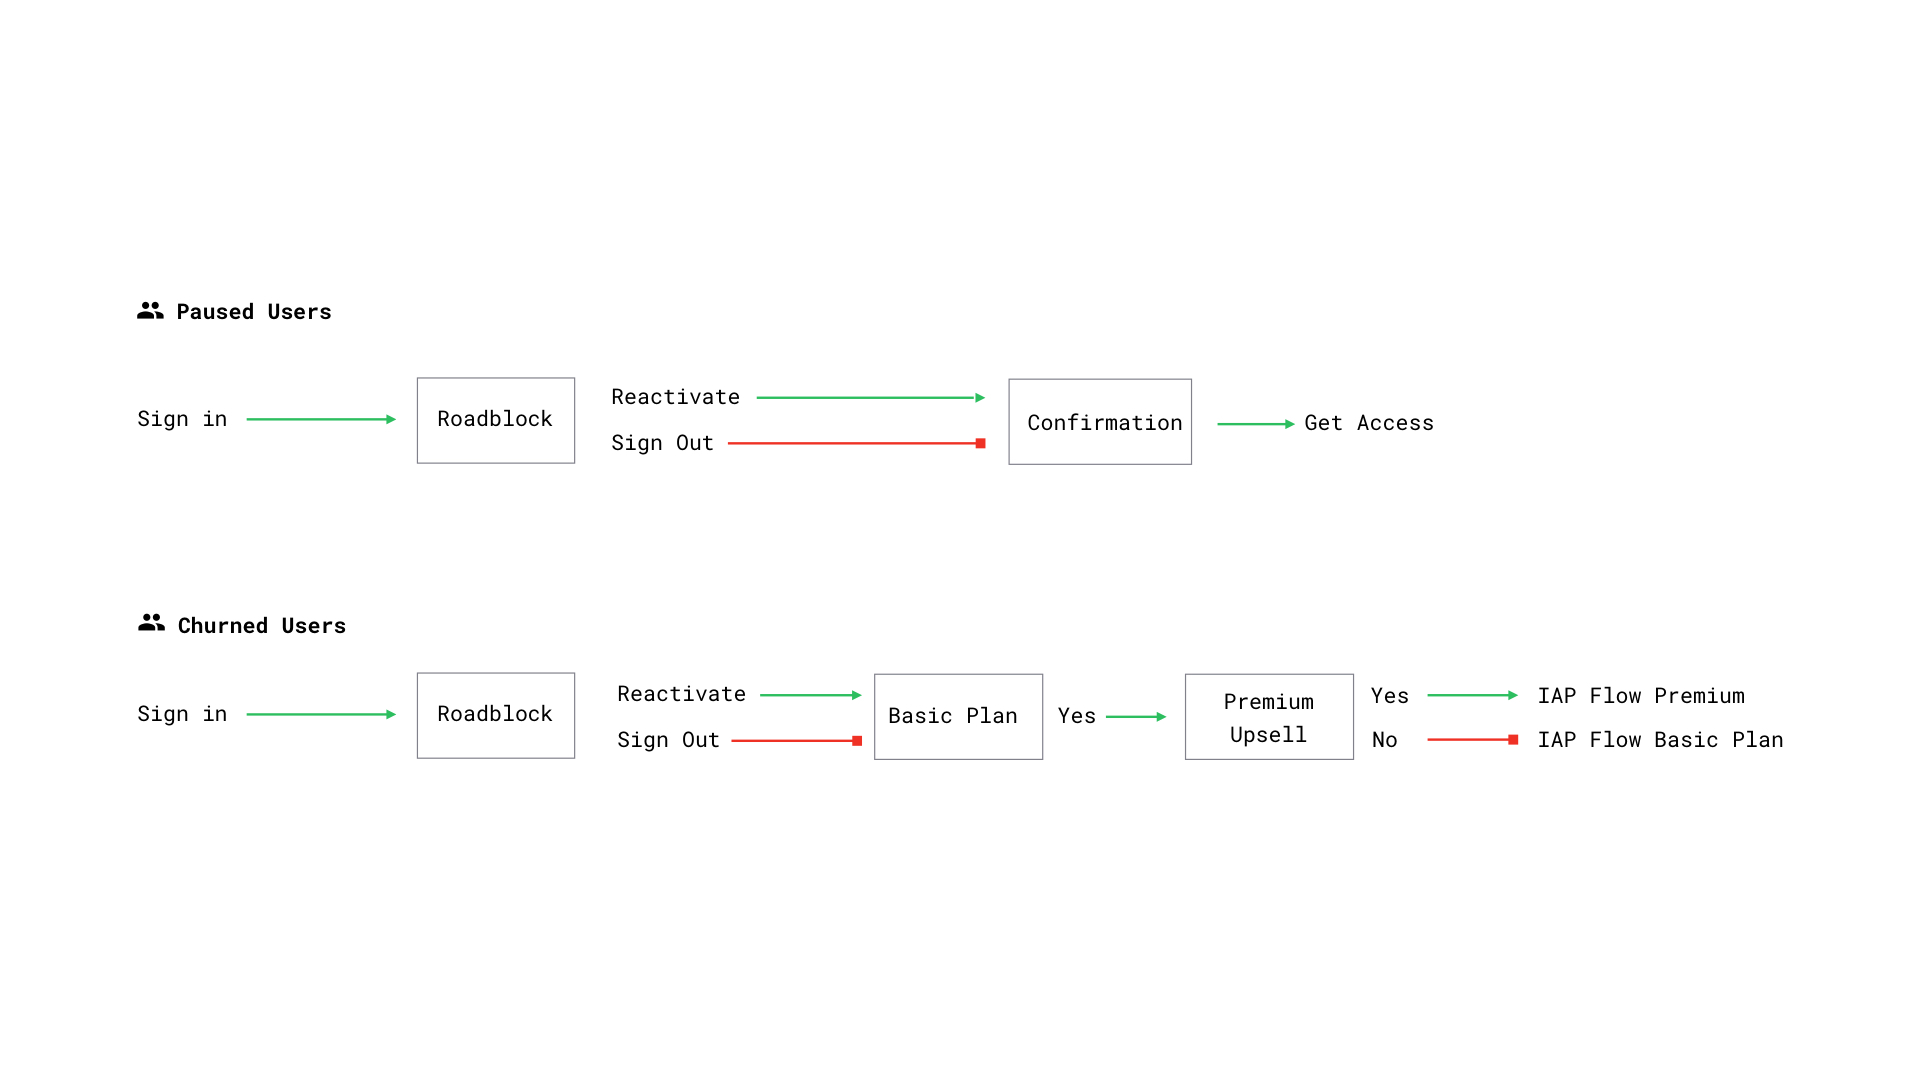 Paused Users
Sign in
Roadblock
Reactivate
Sign Out
Confirmation
Get Access
Churned Users
Sign in
Roadblock
Reactivate
Sign Out
Basic Plan
Yes
Premium
Upsell
Yes
IAP Flow Premium
No
IAP Flow Basic Plan